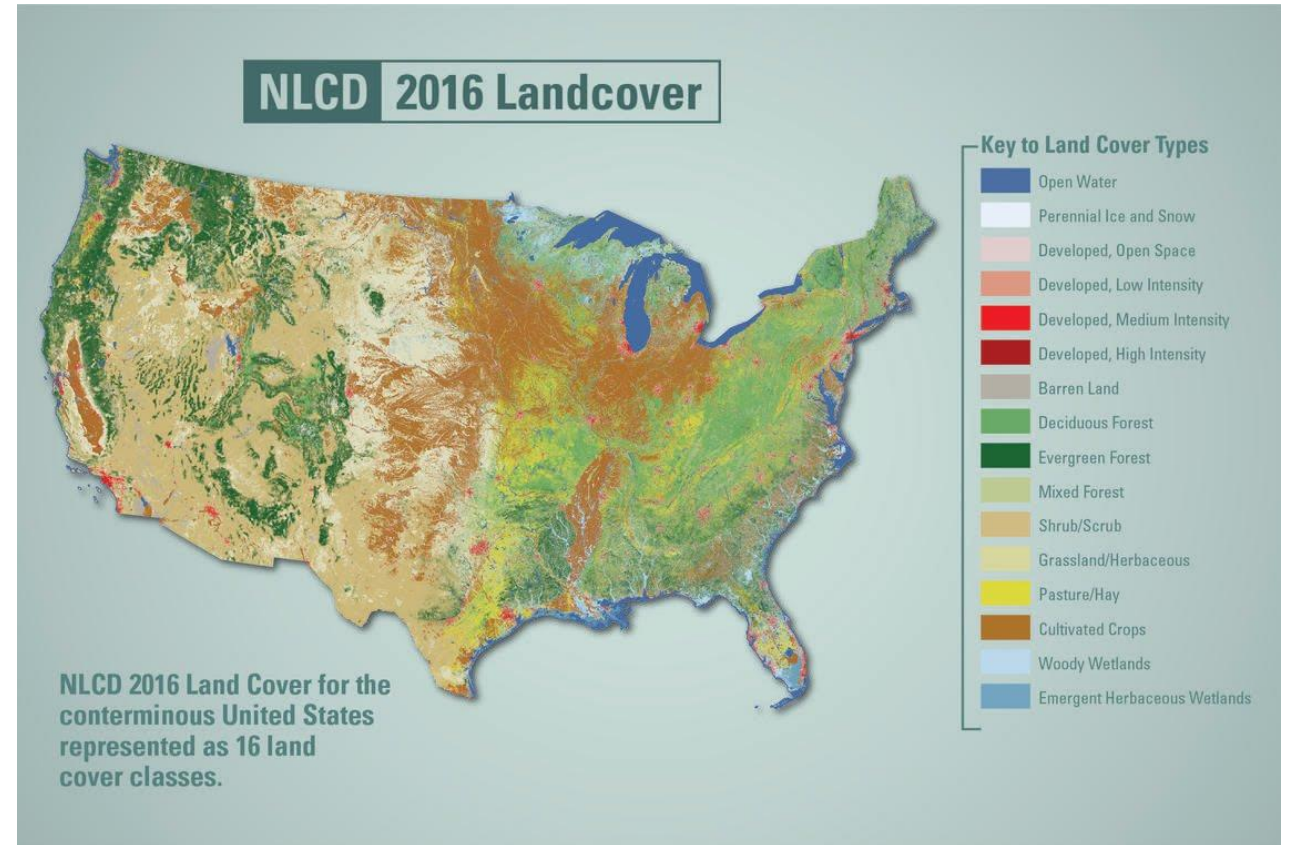 NLCD 2016 Landcover
Key to Land Cover Types
Open Water
Perennial Ice and Snow
Developed, Open Space
Developed, Low Intensity
Developed, Medium Intensity
Developed, High Intensity
Barren Land
Deciduous Forest
Evergreen Forest
Mixed Forest
Shrub/Scrub
Grassland/Herbaceous
Pasture/Hay
Cultivated Crops
Woody Wetlands
Emergent Herbaceous Wetlands
NLCD 2016 Land Cover for the
conterminous United States
represented as 16 land
cover classes.